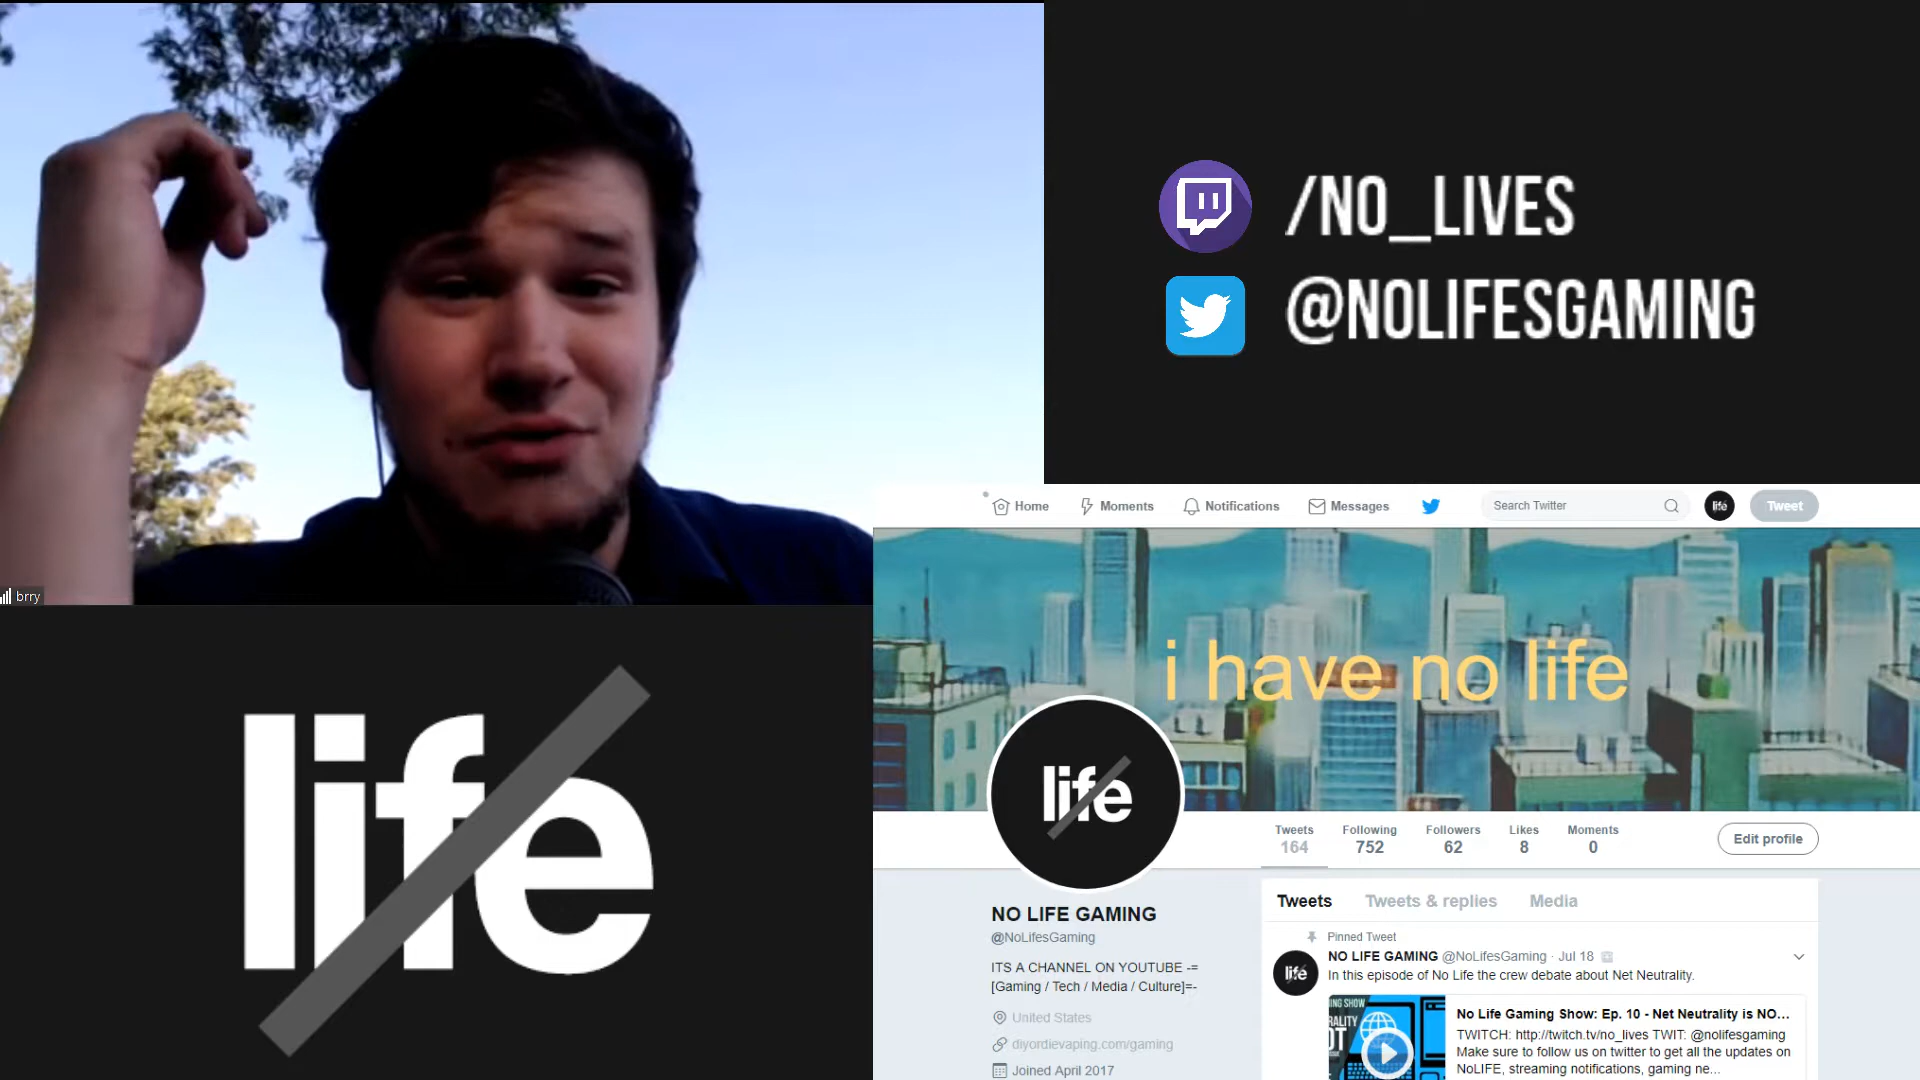 /NO_LIVES
@NOLIFESGAMING
brry
life
Home
Moments
Notifications
Messages
Search Twitter
life
Tweet
i have no life
life
Tweets
164
Following
752
Followers
62
Likes
8
Moments
0
Edit profile
NO LIFE GAMING
@NoLifesGaming
ITS A CHANNEL ON YOUTUBE -=
[Gaming / Tech / Media / Culture]=-
United States
diyordievaping.com/gaming
Joined April 2017
Tweets
Tweets & replies
Media
Pinned Tweet
life
NO LIFE GAMING @NoLifesGaming · Jul 18
In this episode of No Life the crew debate about Net Neutrality.
No Life Gaming Show: Ep. 10 - Net Neutrality is NO...
TWITCH: http://twitch.tv/no_lives TWIT: @nolifesgaming
Make sure to follow us on twitter to get all the updates on
NoLIFE, streaming notifications, gaming ne...